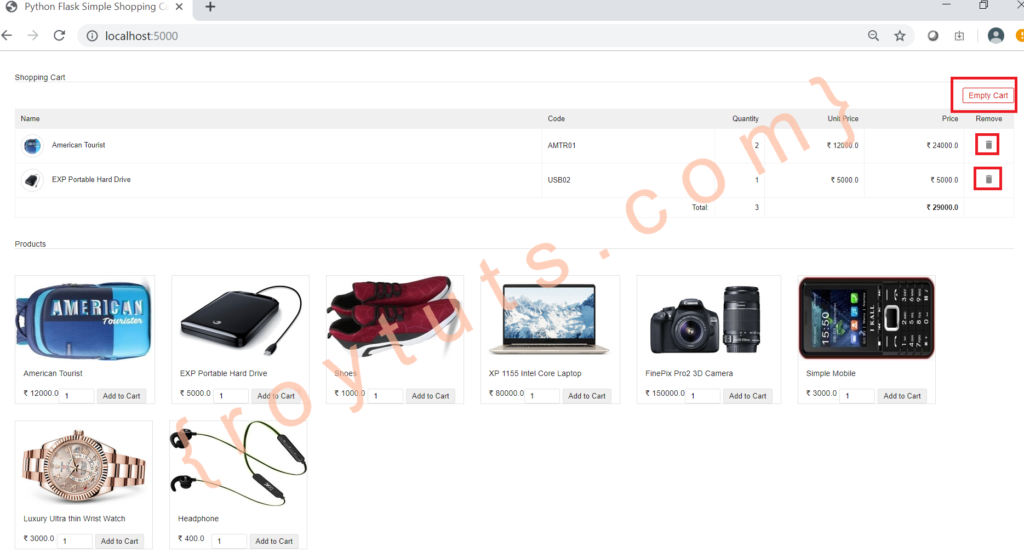 Python Flask Simple Shopping Ca
localhost:5000
Shopping Cart
Empty Cart
Name Code Quantity Unit Price Price Remove
American Tourist AMTR01 2 ₹ 12000.0 ₹ 24000.0
EXP Portable Hard Drive USB02 1 ₹ 5000.0 ₹ 5000.0
Total: 3 ₹ 29000.0
Products
AMERICAN
Tourister
IKALL
15:50
American Tourist EXP Portable Hard Drive Shoes XP 1155 Intel Core Laptop FinePix Pro2 3D Camera Simple Mobile
₹ 12000.0 1 Add to Cart ₹ 5000.0 1 Add to Cart ₹ 1000.0 1 Add to Cart ₹ 80000.0 1 Add to Cart ₹ 150000.0 1 Add to Cart ₹ 3000.0 1 Add to Cart
Luxury Ultra thin Wrist Watch Headphone
₹ 3000.0 1 Add to Cart ₹ 400.0 1 Add to Cart
{roytuts.com}